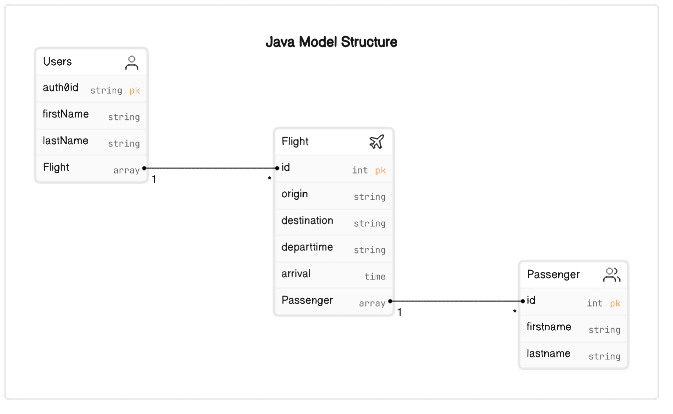 Java Model Structure
Users
auth0id string pk
firstName string
lastName string
Flight array
1
*
Flight
id int pk
origin string
destination string
departtime string
arrival time
Passenger array
1
*
Passenger
id int pk
firstname string
lastname string